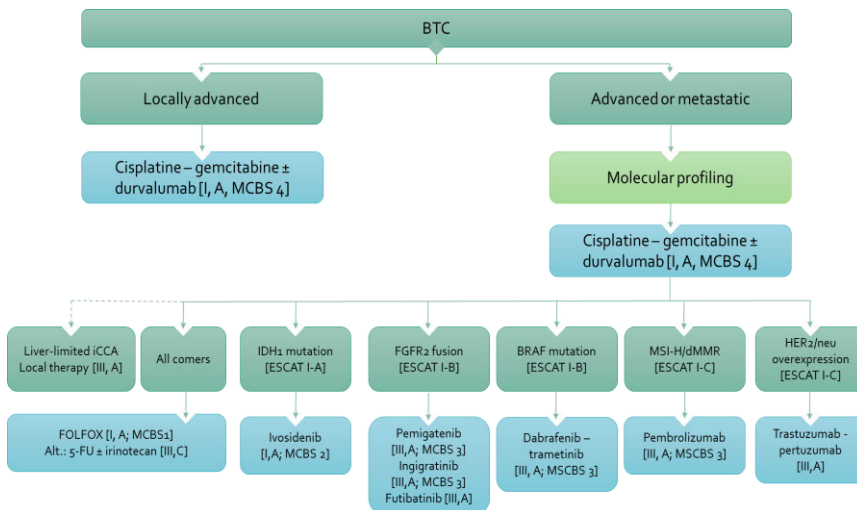 BTC
Locally advanced
Advanced or metastatic
Cisplatine – gemcitabine ±
durvalumab [I, A, MCBS 4]
Molecular profiling
Cisplatine – gemcitabine ±
durvalumab [I, A, MCBS 4]
Liver-limited iCCA
Local therapy [III, A]
All comers
IDH1 mutation
[ESCAT I-A]
FGFR2 fusion
[ESCAT I-B]
BRAF mutation
[ESCAT I-B]
MSI-H/dMMR
[ESCAT I-C]
HER2/neu
overexpression
[ESCAT I-C]
FOLFOX [I, A; MCBS1]
Alt.: 5-FU ± irinotecan [III,C]
Ivosidenib
[I,A; MCBS 2]
Pemigatenib
[III,A; MCBS 3]
Ingigratinib
[III,A; MCBS 3]
Futibatinib [III,A]
Dabrafenib –
trametinib
[III, A; MSCBS 3]
Pembrolizumab
[III, A; MSCBS 3]
Trastuzumab -
pertuzumab
[III,A]